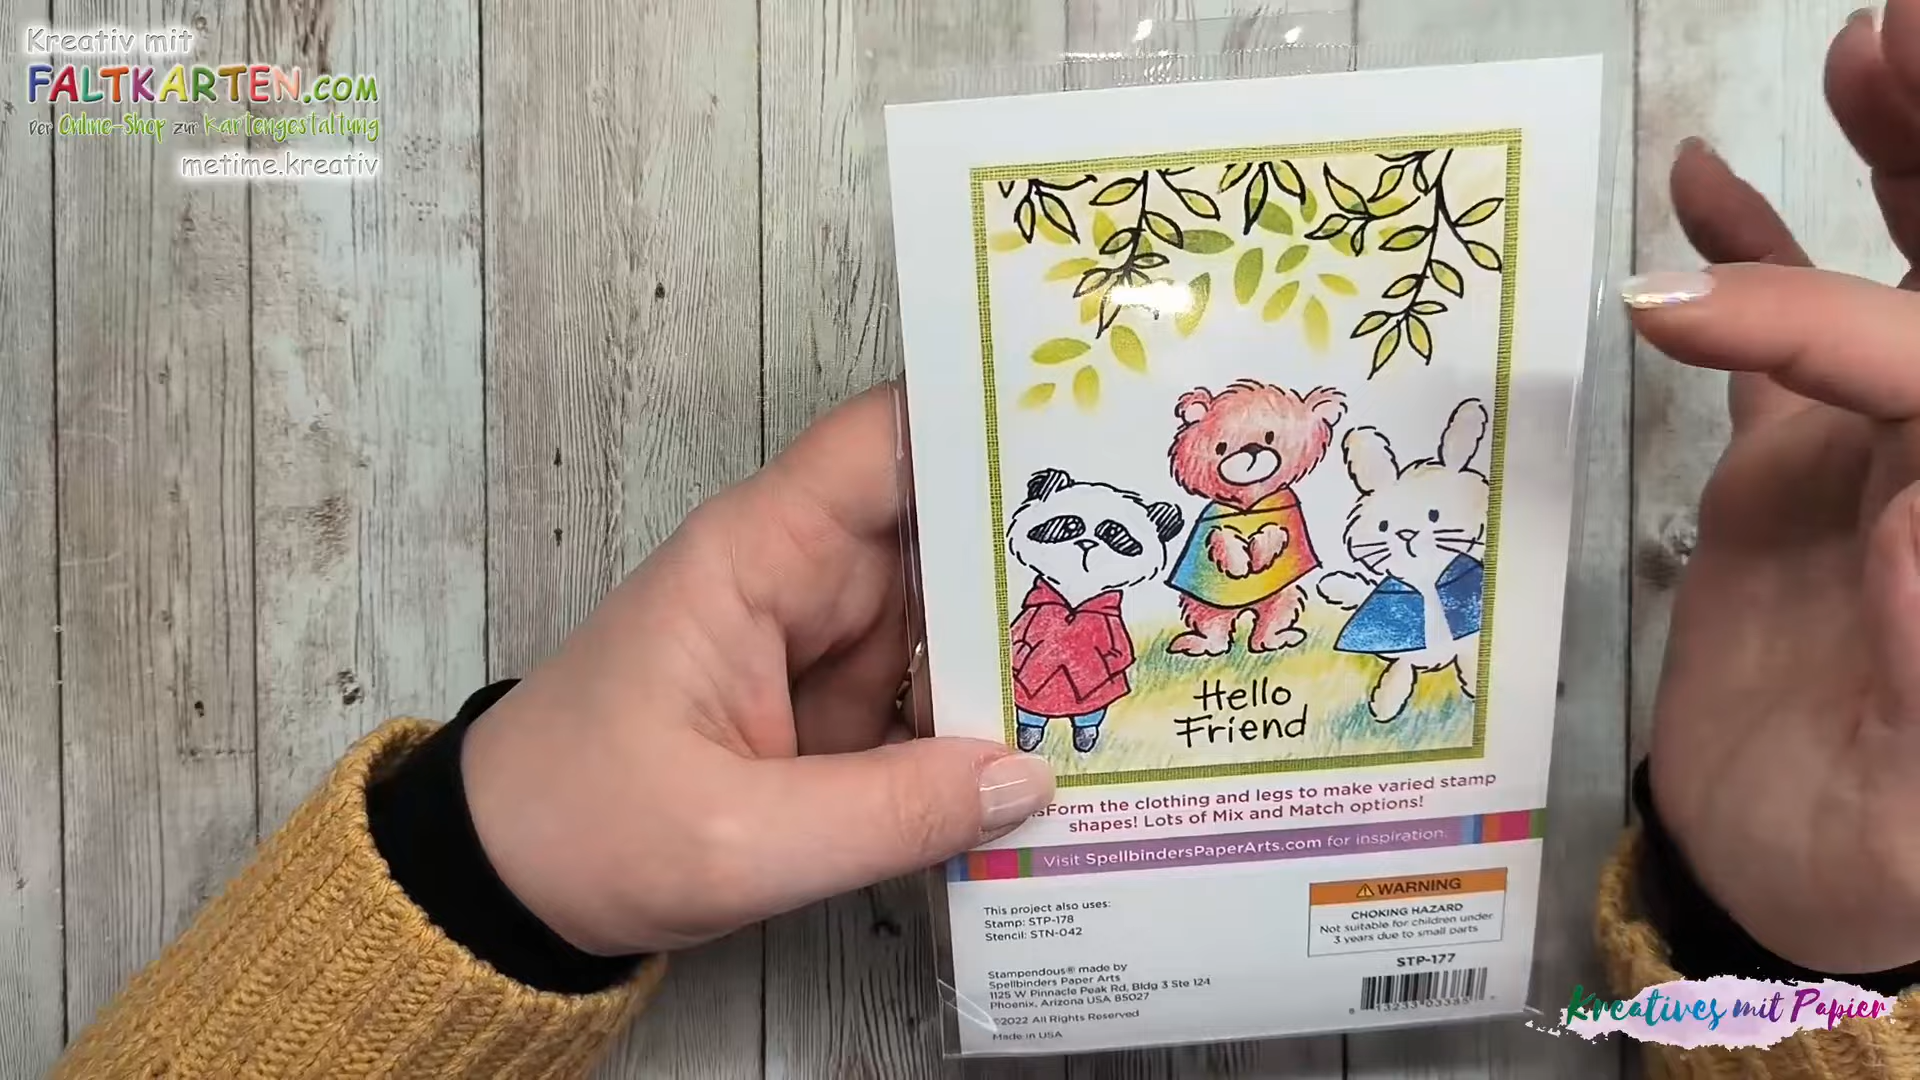 Kreativ mit
FALTKARTEN.COM
Der Online-Shop zur Kartengestaltung
metime.kreativ
Hello
Friend
sForm the clothing and legs to make varied stamp
shapes! Lots of Mix and Match options!
Visit SpellbindersPaperArts.com for inspiration.
This project also uses:
Stamp: STP-178
Stencil: STN-042
WARNING
CHOKING HAZARD
Not suitable for children under
3 years due to small parts
STP-177
Stampendous® made by
Spellbinders Paper Arts
1125 W Pinnacle Peak Rd, Bldg 3 Ste 124
Phoenix, Arizona USA 85027
©2022 All Rights Reserved
Made in USA
Kreatives mit Papier